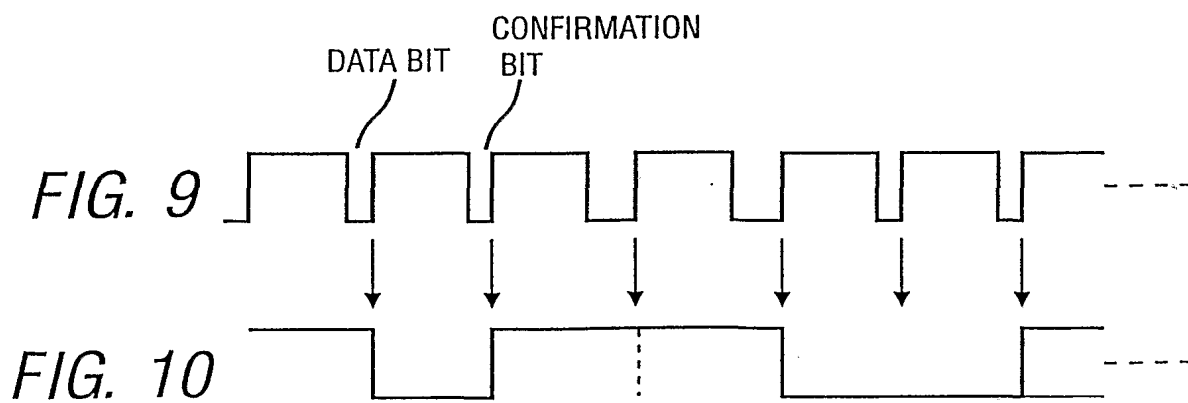 CONFIRMATION
BIT
DATA BIT
FIG. 9
FIG. 10